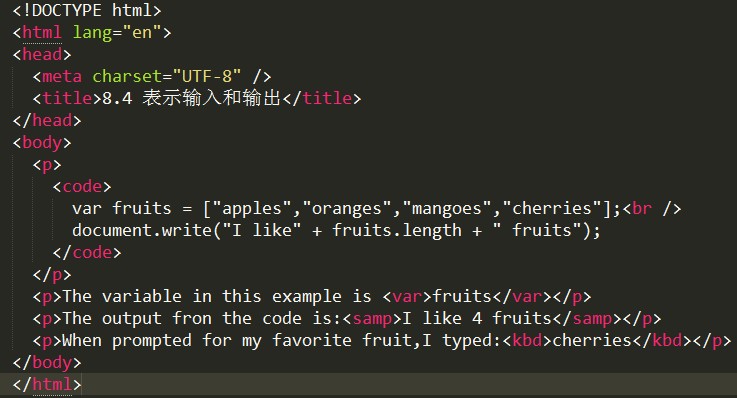 <!DOCTYPE html>
<html lang="en">
<head>
<meta charset="UTF-8" />
<title>8.4 表示输入和输出</title>
</head>
<body>
<p>
<code>
var fruits = ["apples","oranges","mangoes","cherries"];<br />
document.write("I like" + fruits.length + " fruits");
</code>
</p>
<p>The variable in this example is <var>fruits</var></p>
<p>The output fron the code is:<samp>I like 4 fruits</samp></p>
<p>When prompted for my favorite fruit,I typed:<kbd>cherries</kbd></p>
</body>
</html>